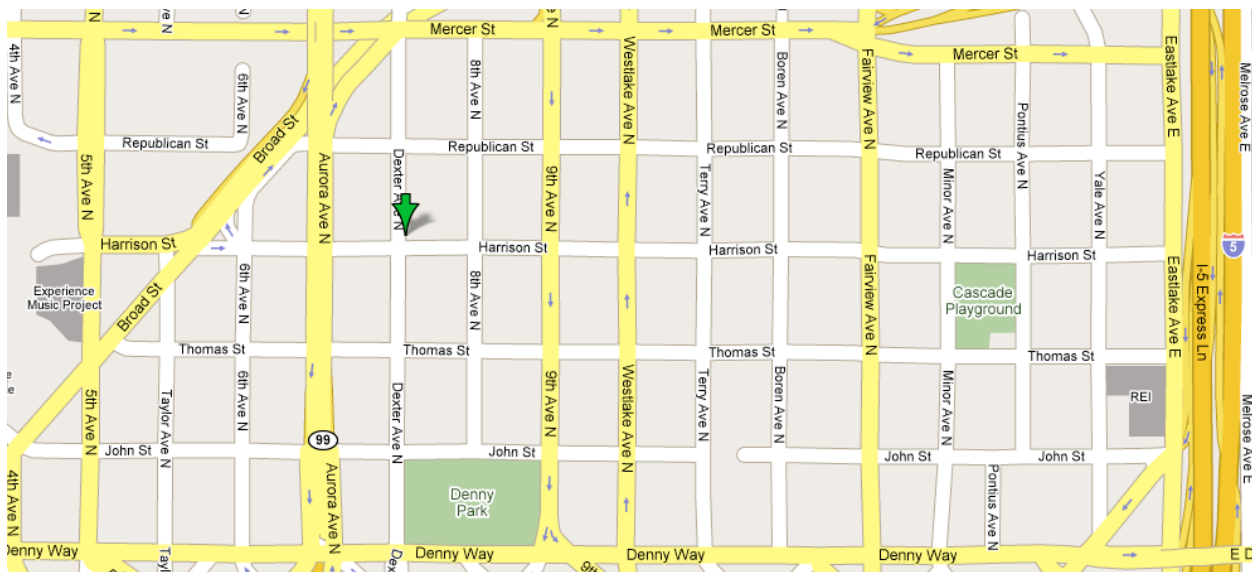 Mercer St
Mercer St
Mercer St
4th Ave N
6th Ave N
8th Ave N
Westlake Ave N
Boren Ave N
Fairview Ave N
Pontius Ave N
Eastlake Ave E
Melrose Ave E
Republican St
Broad St
Republican St
Republican St
Republican St
5th Ave N
Aurora Ave N
Dexter Ave N
9th Ave N
Terry Ave N
Minor Ave N
Yale Ave N
Harrison St
Harrison St
Harrison St
Harrison St
5
Experience
Music Project
Broad St
6th Ave N
8th Ave N
Fairview Ave N
Cascade
Playground
Eastlake Ave E
I-5 Express Ln
Thomas St
Thomas St
Thomas St
Thomas St
5th Ave N
Taylor Ave N
6th Ave N
Dexter Ave N
9th Ave N
Westlake Ave N
Terry Ave N
Boren Ave N
Minor Ave N
REI
Melrose Ave E
99
John St
John St
John St
John St
4th Ave N
Aurora Ave N
Denny
Park
Pontius Ave N
Denny Way
Denny Way
Denny Way
Denny Way